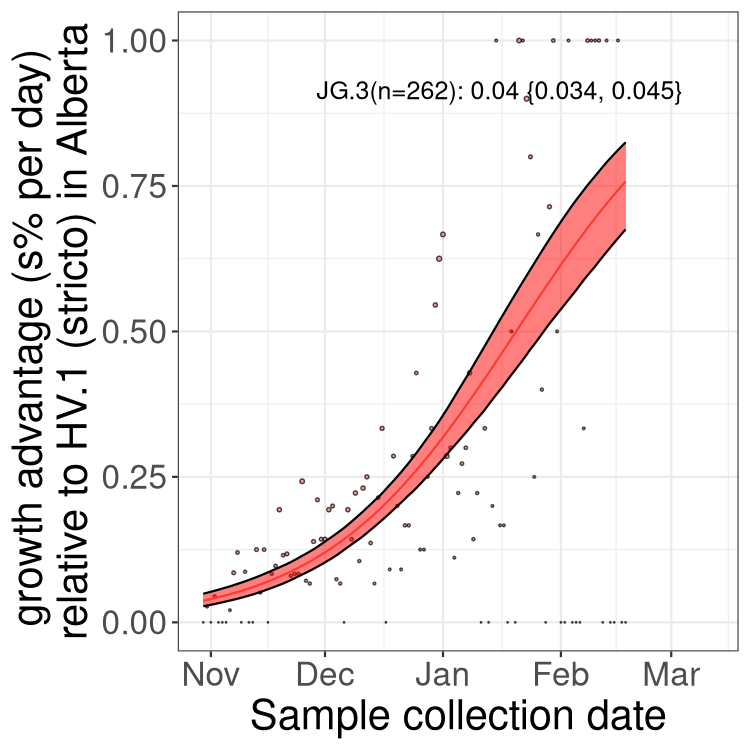 growth advantage (s% per day)
relative to HV.1 (stricto) in Alberta
1.00
0.75
0.50
0.25
0.00
JG.3(n=262): 0.04 {0.034, 0.045}
Nov Dec Jan Feb Mar
Sample collection date